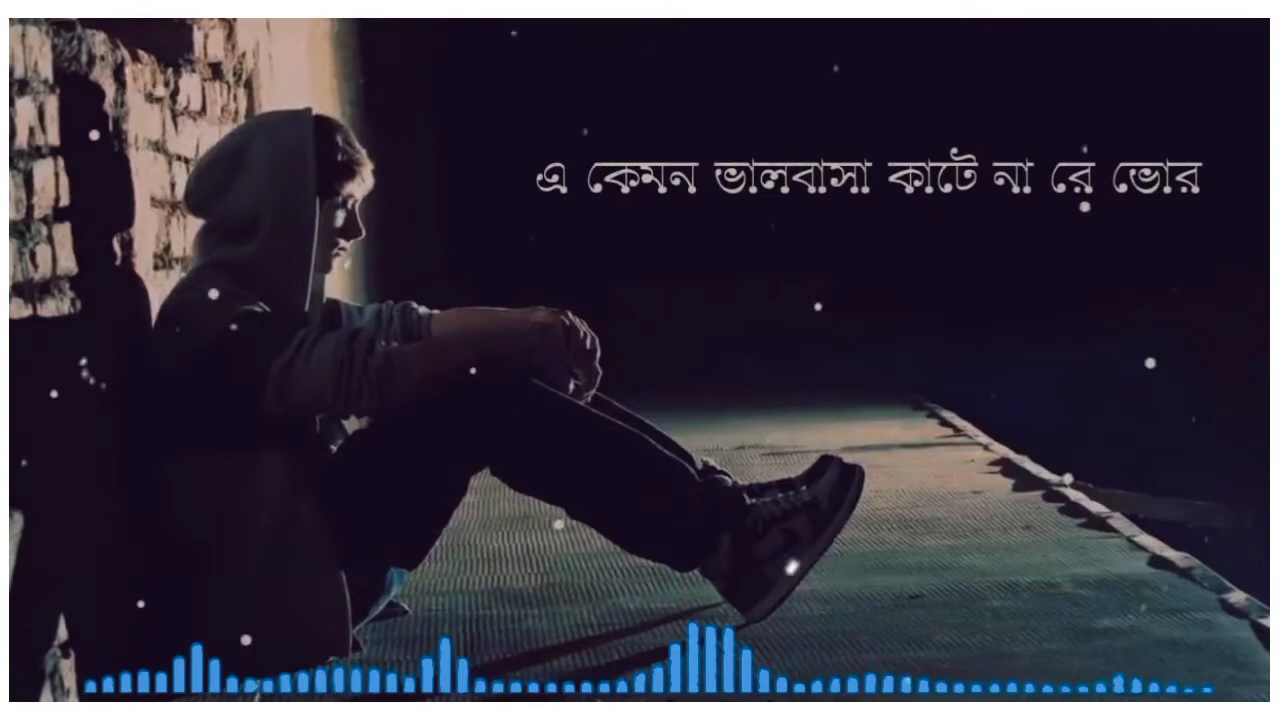 এ কেমন ভালবাসা কাটে না রে ভোর